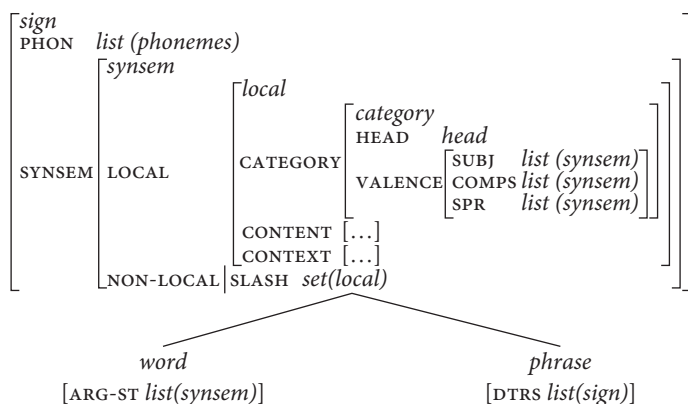 sign
PHON list (phonemes)
synsem
local
category
HEAD head
SUBJ list (synsem)
SYNSEM LOCAL CATEGORY VALENCE COMPS list (synsem)
SPR list (synsem)
CONTENT […]
CONTEXT […]
NON-LOCAL|SLASH set(local)
word phrase
[ARG-ST list(synsem)] [DTRS list(sign)]